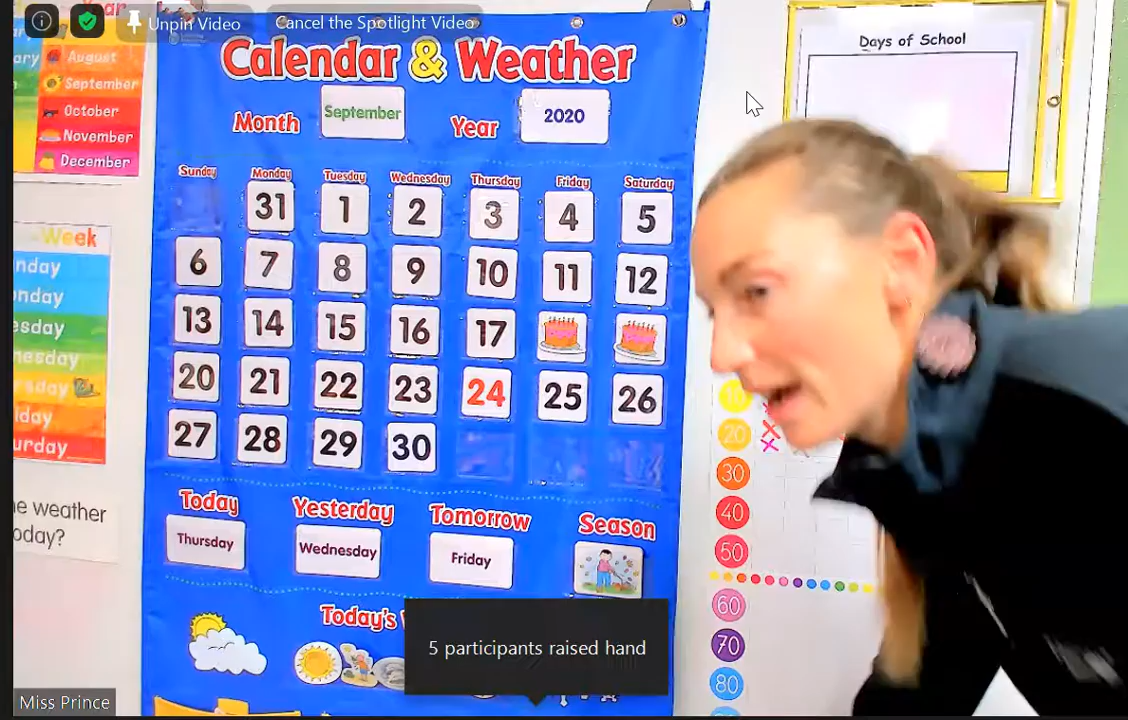 Unpin Video
Cancel the Spotlight Video
Calendar & Weather
Month
September
Year
2020
Sunday Monday Tuesday Wednesday Thursday Friday Saturday
31 1 2 3 4 5
6 7 8 9 10 11 12
13 14 15 16 17
20 21 22 23 24 25 26
27 28 29 30
Today Yesterday Tomorrow Season
Thursday Wednesday Friday
Today's
5 participants raised hand
Miss Prince
August
September
October
November
December
Week
weather
Days of School
20
30
40
50
60
70
80